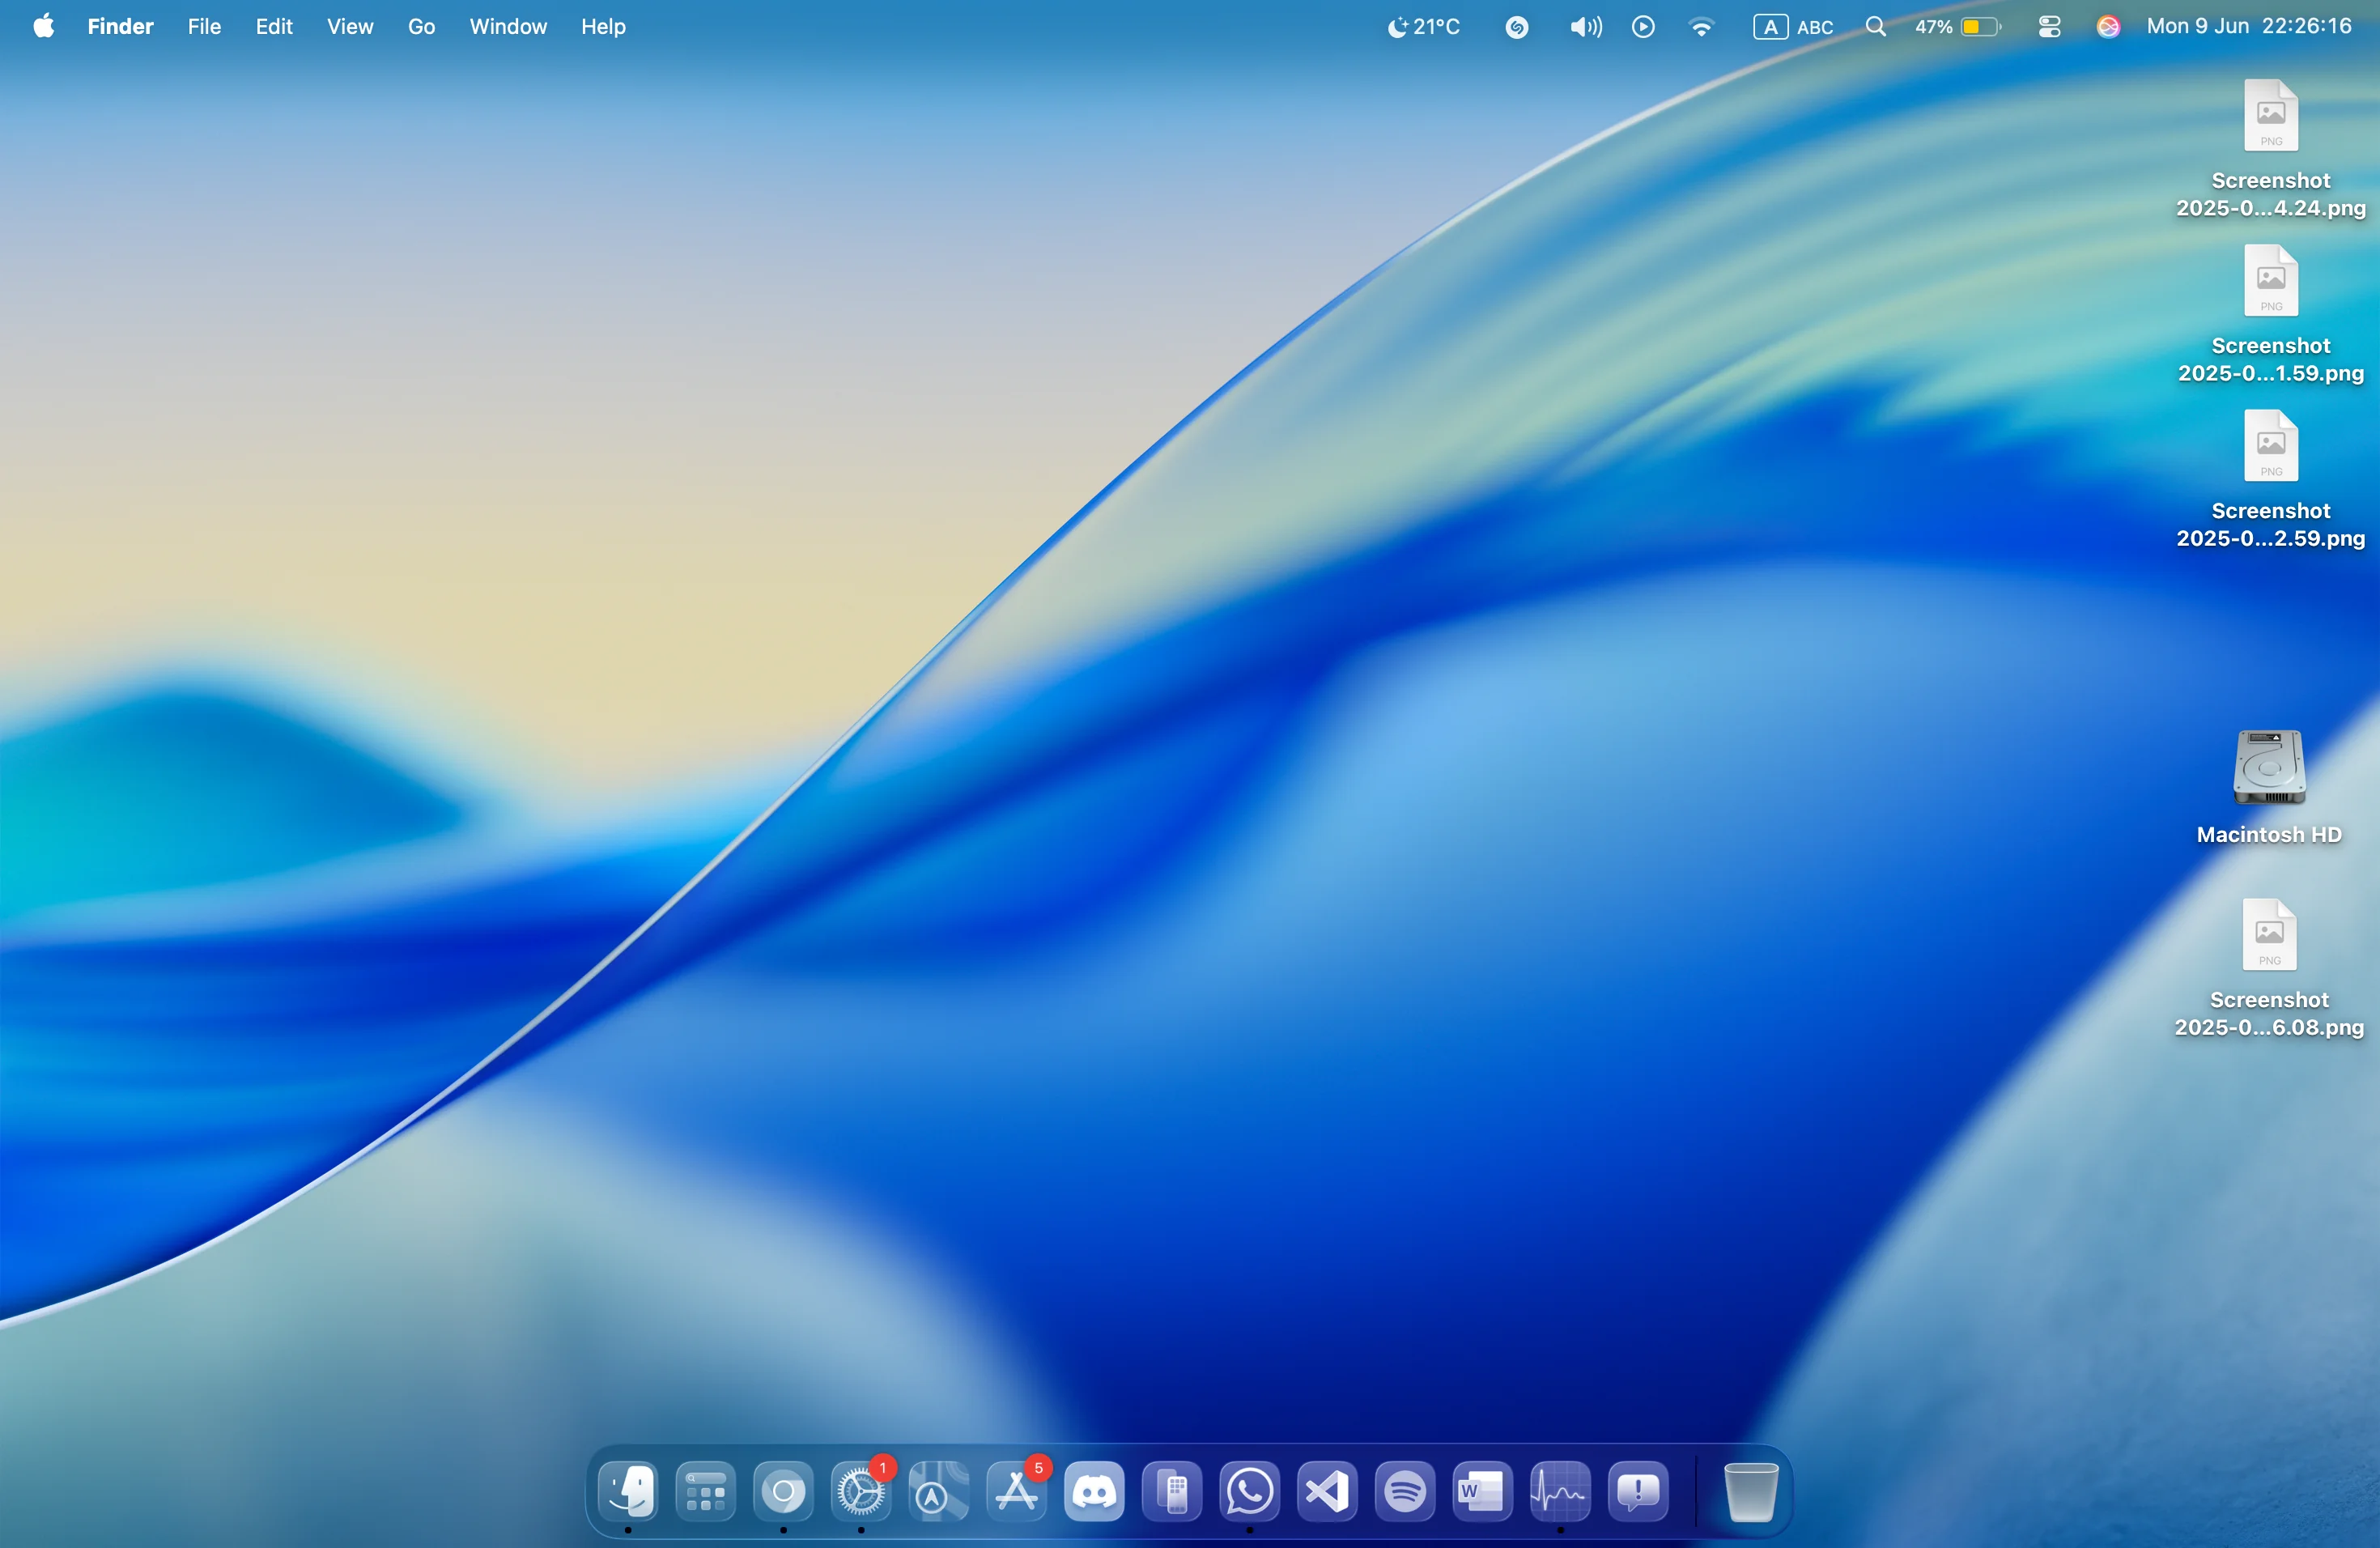 Finder File Edit View Go Window Help 21°C A ABC 47% Mon 9 Jun 22:26:16
PNG
Screenshot
2025-0...4.24.png
PNG
Screenshot
2025-0...1.59.png
PNG
Screenshot
2025-0...2.59.png
Macintosh HD
PNG
Screenshot
2025-0...6.08.png
1
5
W